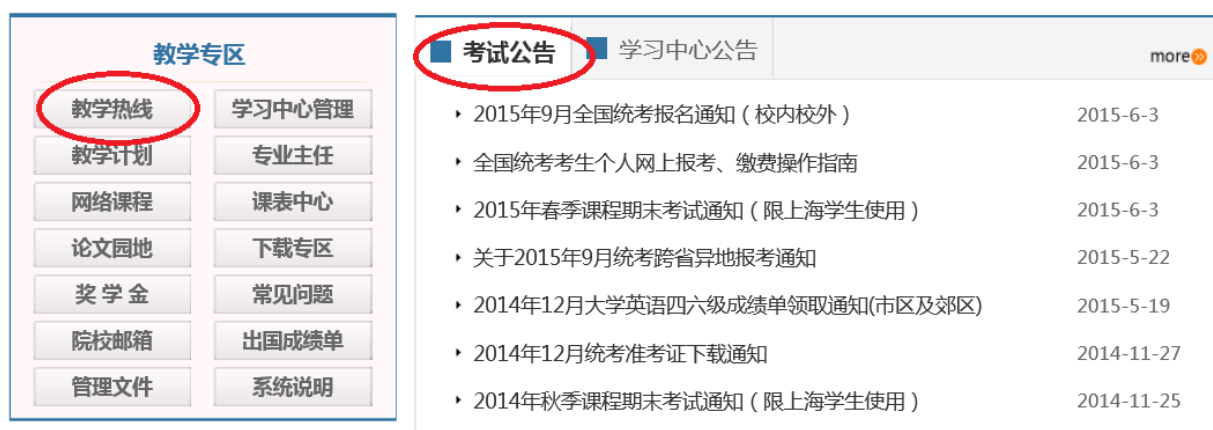 教学专区
教学热线 学习中心管理
教学计划 专业主任
网络课程 课表中心
论文园地 下载专区
奖 学 金 常见问题
院校邮箱 出国成绩单
管理文件 系统说明
考试公告 学习中心公告 more
2015年9月全国统考报名通知（校内校外） 2015-6-3
全国统考考生个人网上报考、缴费操作指南 2015-6-3
2015年春季课程期末考试通知（限上海学生使用） 2015-6-3
关于2015年9月统考跨省异地报考通知 2015-5-22
2014年12月大学英语四六级成绩单领取通知(市区及郊区) 2015-5-19
2014年12月统考准考证下载通知 2014-11-27
2014年秋季课程期末考试通知（限上海学生使用） 2014-11-25